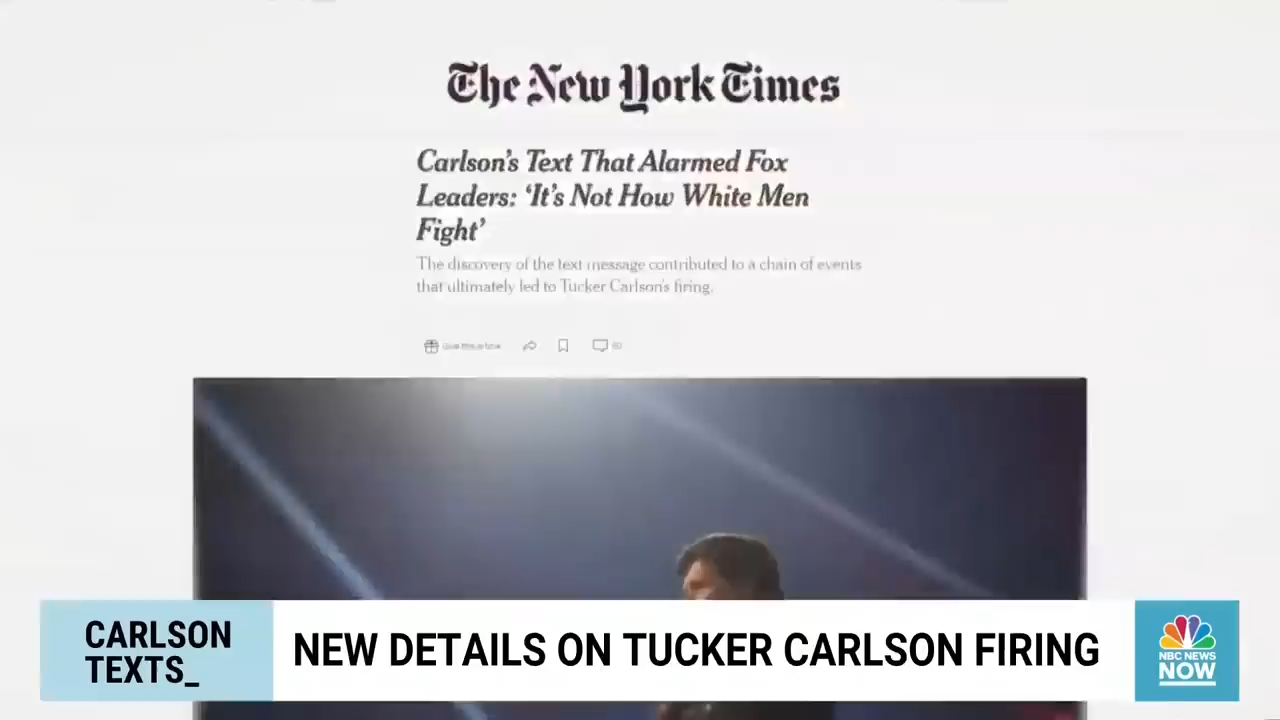 The New York Times
Carlson's Text That Alarmed Fox
Leaders: 'It's Not How White Men
Fight'
The discovery of the text message contributed to a chain of events
that ultimately led to Tucker Carlson's firing.
CARLSON
TEXTS_
NEW DETAILS ON TUCKER CARLSON FIRING
NBC NEWS
NOW